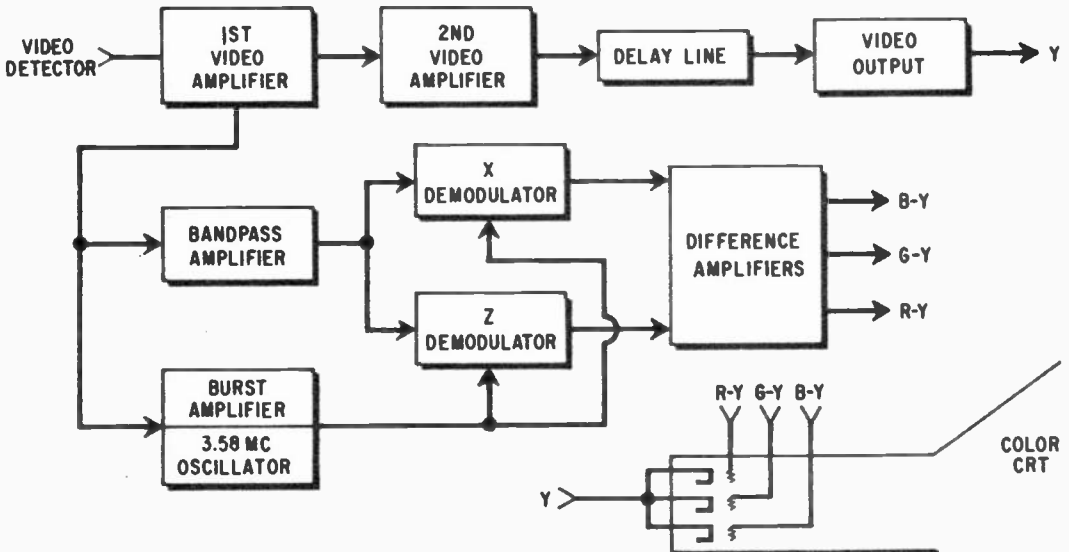 VIDEO
DETECTOR
1ST
VIDEO
AMPLIFIER
2ND
VIDEO
AMPLIFIER
DELAY LINE
VIDEO
OUTPUT
Y
X
DEMODULATOR
BANDPASS
AMPLIFIER
DIFFERENCE
AMPLIFIERS
B-Y
G-Y
R-Y
Z
DEMODULATOR
BURST
AMPLIFIER
3.58 MC
OSCILLATOR
R-Y G-Y B-Y
COLOR
CRT
Y